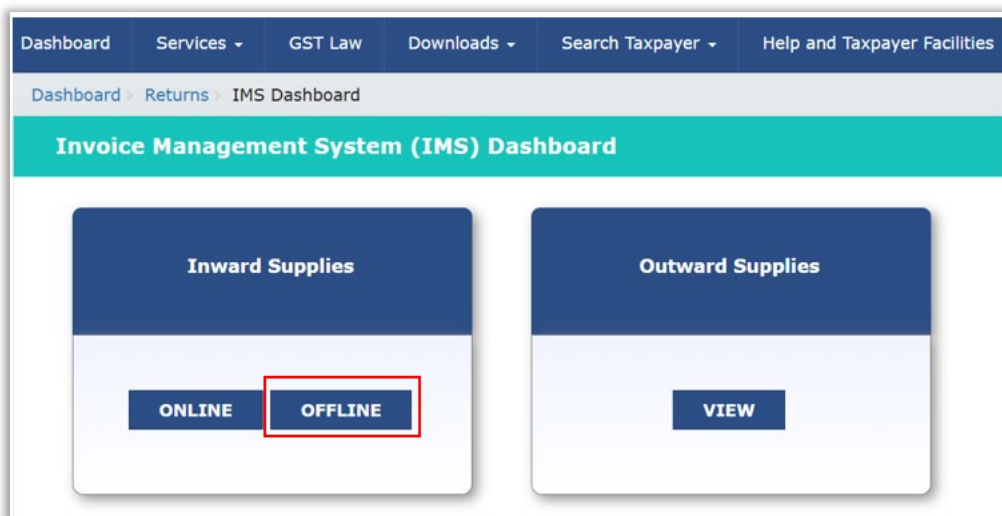 Dashboard Services GST Law Downloads Search Taxpayer Help and Taxpayer Facilities
Dashboard Returns IMS Dashboard
Invoice Management System (IMS) Dashboard
Inward Supplies
Outward Supplies
ONLINE OFFLINE
VIEW